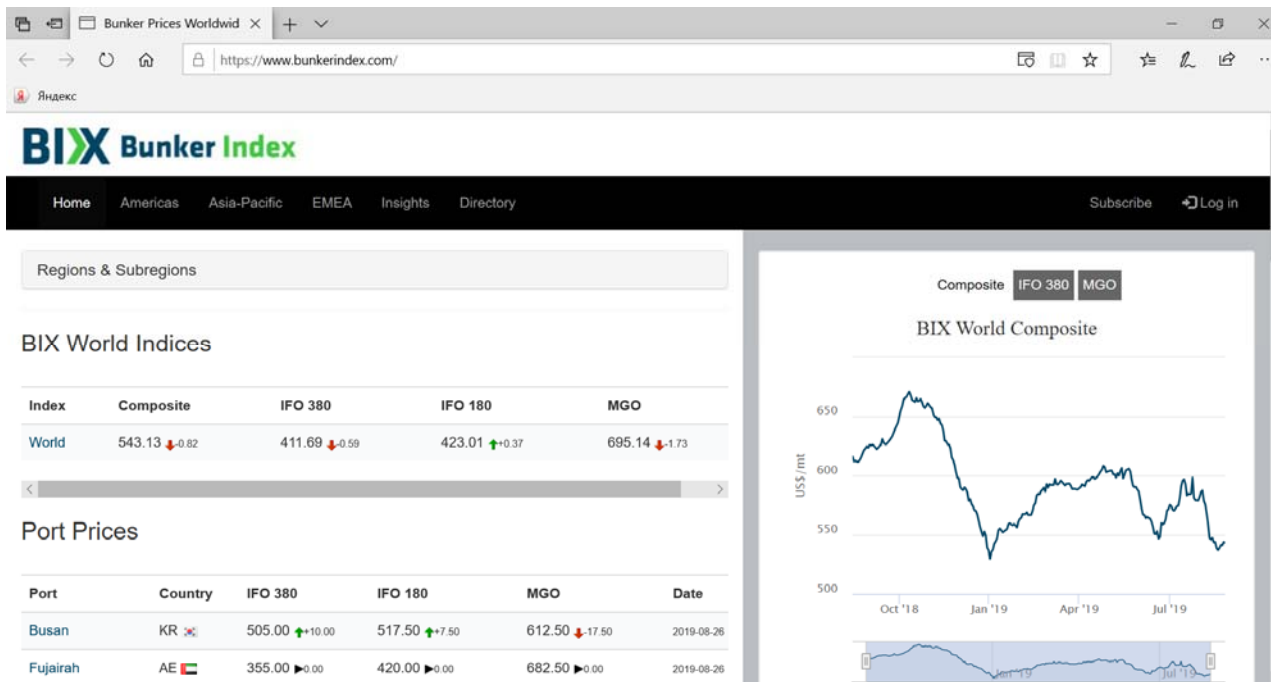 Bunker Prices Worldwid
https://www.bunkerindex.com/
Яндекс
BIX Bunker Index
Home Americas Asia-Pacific EMEA Insights Directory Subscribe Log in
Regions & Subregions
BIX World Indices
Index Composite IFO 380 IFO 180 MGO
World 543.13 -0.82 411.69 -0.59 423.01 +0.37 695.14 -1.73
Port Prices
Port Country IFO 380 IFO 180 MGO Date
Busan KR 505.00 +10.00 517.50 +7.50 612.50 -17.50 2019-08-26
Fujairah AE 355.00 0.00 420.00 0.00 682.50 0.00 2019-08-26
Composite IFO 380 MGO
BIX World Composite
US$/mt
650
600
550
500
Oct '18 Jan '19 Apr '19 Jul '19
Jan '19 Jul '19